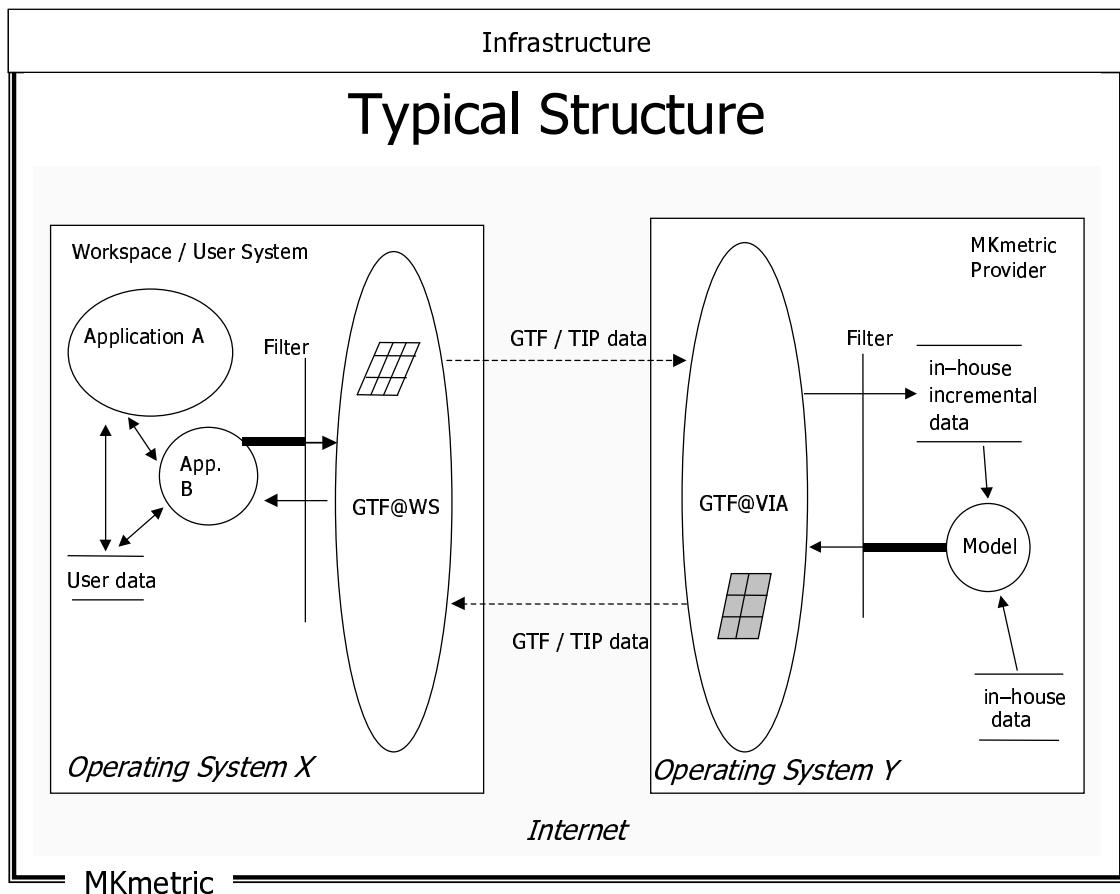 Infrastructure
Typical Structure
Workspace / User System
Application A
Filter
App.
B
User data
GTF@WS
Operating System X
GTF / TIP data
GTF / TIP data
MKmetric
Provider
Filter
in–house
incremental
data
GTF@VIA
Model
in–house
data
Operating System Y
Internet
MKmetric